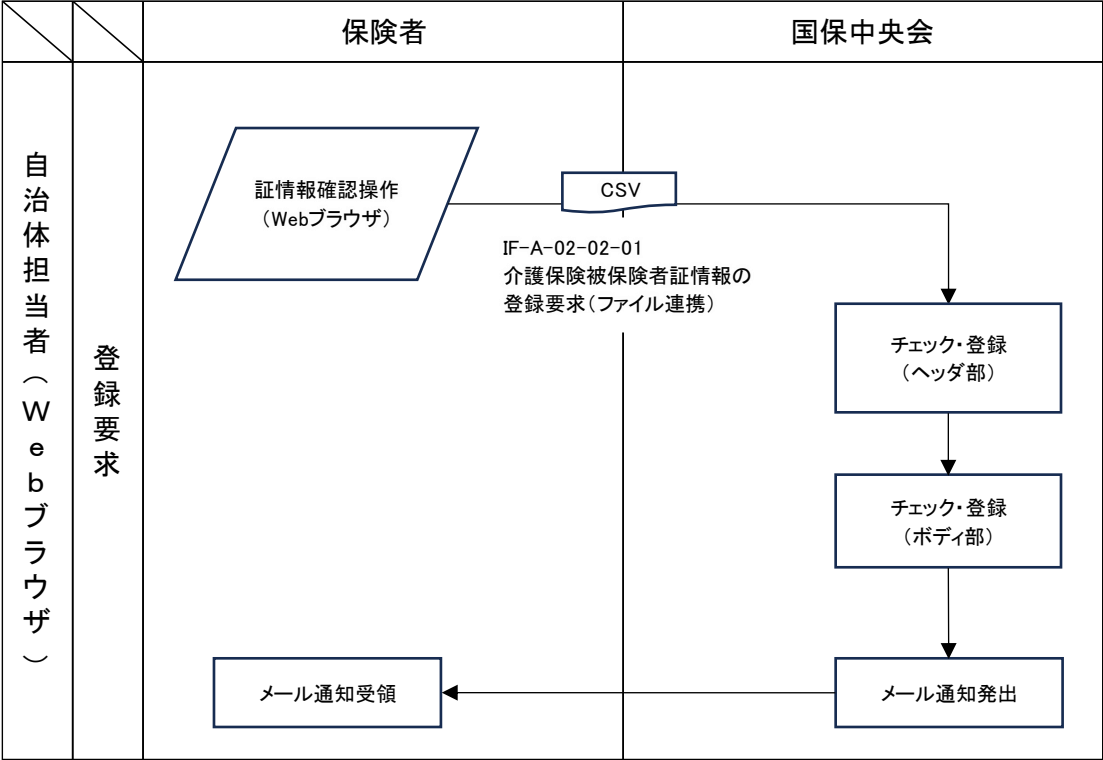 保険者
国保中央会
自治体担当者（Ｗｅｂブラウザ）
登録要求
証情報確認操作
（Webブラウザ）
CSV
IF-A-02-02-01
介護保険被保険者証情報の
登録要求（ファイル連携）
チェック・登録
（ヘッダ部）
チェック・登録
（ボディ部）
メール通知受領
メール通知発出